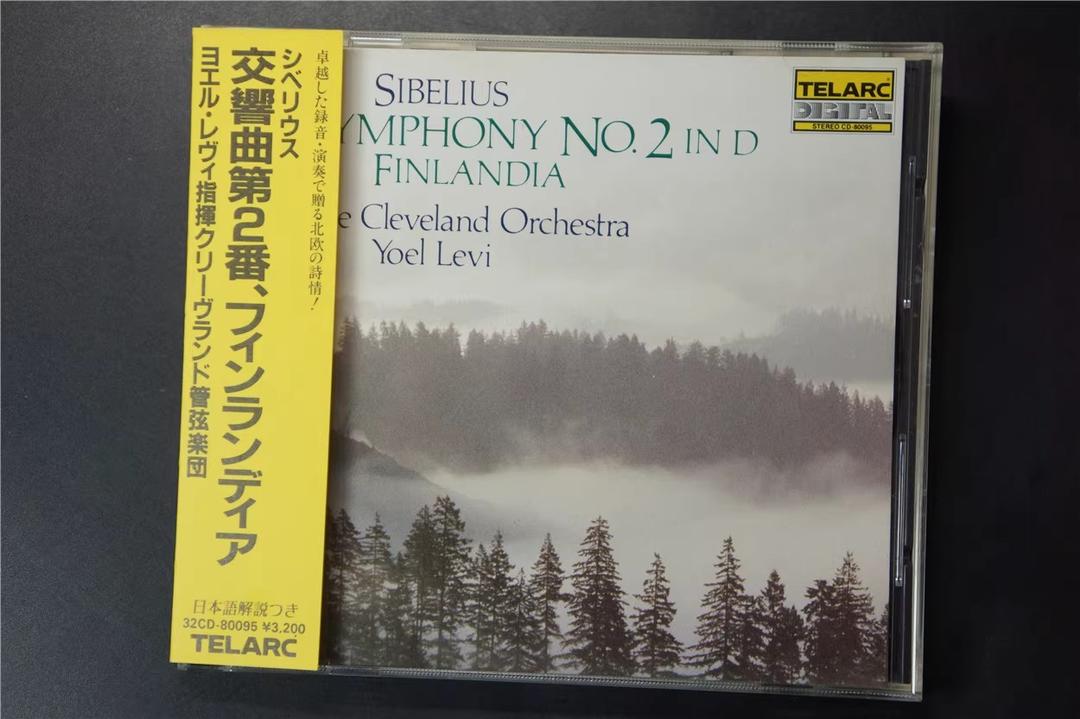 卓越した録音・演奏で贈る北欧の詩情!
シベリウス
交響曲第2番、フィンランディア
ヨエル・レヴィ指揮クリーヴランド管弦楽団
日本語解説つき
32CD-80095 ¥3,200
TELARC
SIBELIUS
YMPHONY NO. 2 IN D
FINLANDIA
e Cleveland Orchestra
Yoel Levi
TELARC
DIGITAL
STEREO CD-80095